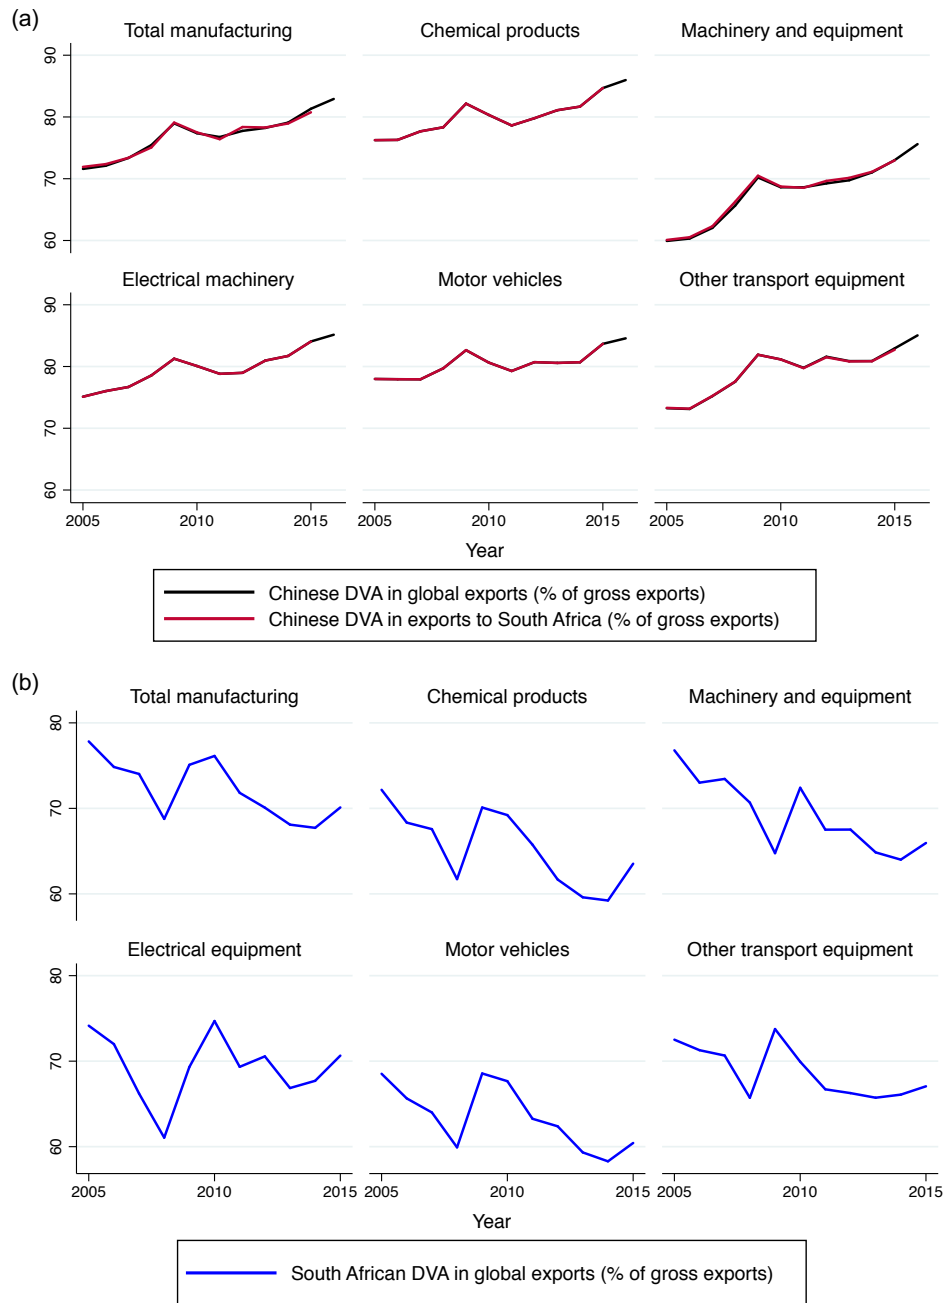 (a)
Total manufacturing
Chemical products
Machinery and equipment
90
80
70
60
Electrical machinery
Motor vehicles
Other transport equipment
90
80
70
60
2005 2010 2015
2005 2010 2015
2005 2010 2015
Year
Chinese DVA in global exports (% of gross exports)
Chinese DVA in exports to South Africa (% of gross exports)
(b)
Total manufacturing
Chemical products
Machinery and equipment
80
70
60
Electrical equipment
Motor vehicles
Other transport equipment
80
70
60
2005 2010 2015
2005 2010 2015
2005 2010 2015
Year
South African DVA in global exports (% of gross exports)